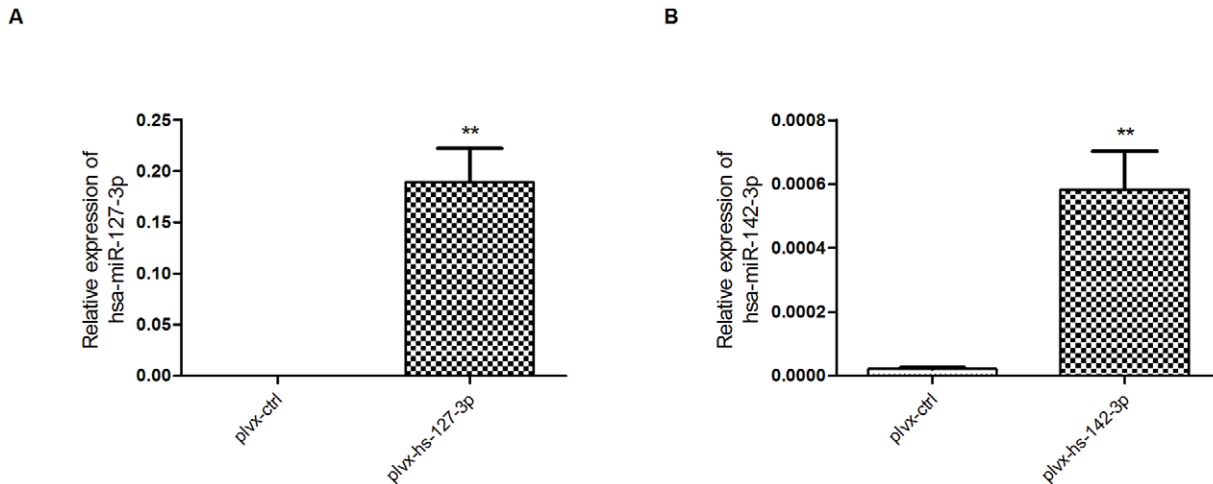 A
Relative expression of
hsa-miR-127-3p
0.25
0.20
0.15
0.10
0.05
0.00
**
plvx-ctrl
plvx-hs-127-3p
B
Relative expression of
hsa-miR-142-3p
0.0008
0.0006
0.0004
0.0002
0.0000
**
plvx-ctrl
plvx-hs-142-3p